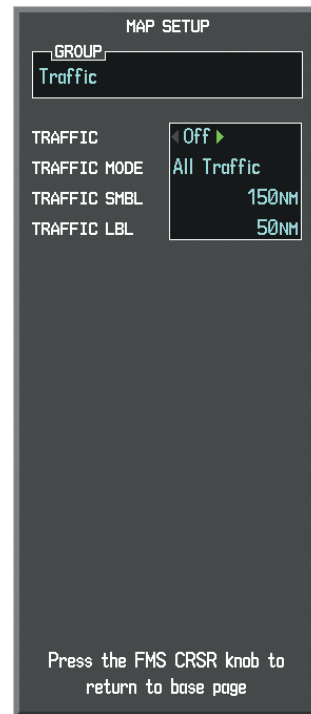 MAP SETUP
GROUP
Traffic
TRAFFIC Off
TRAFFIC MODE All Traffic
TRAFFIC SMBL 150NM
TRAFFIC LBL 50NM
Press the FMS CRSR knob to
return to base page